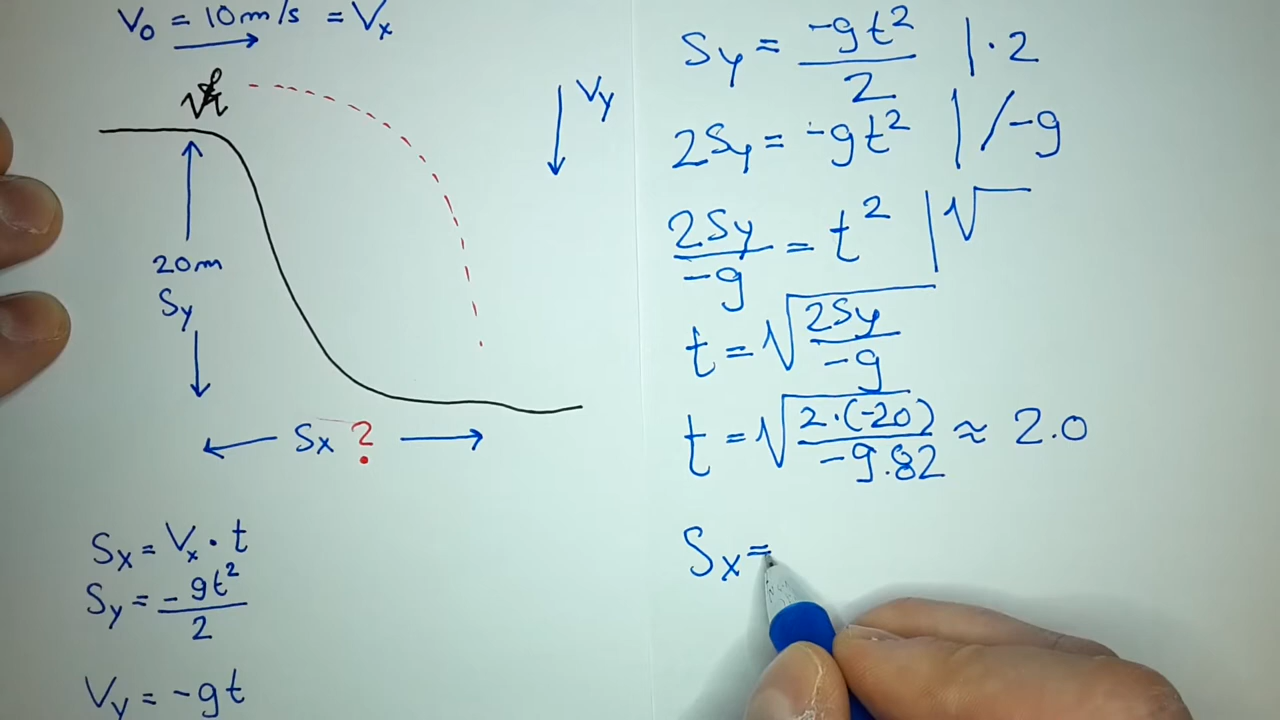 V₀ = 10m/s = Vₓ
Vy
20m
Sy
Sx ?
Sx = Vx · t
Sy = -gt²/2
Vy = -gt
Sy = -gt²/2 | · 2
2Sy = -gt² | /-g
2Sy/-g = t² | √
t = √(2Sy/-g)
t = √(2·(-20)/-9.82) ≈ 2.0
Sx =